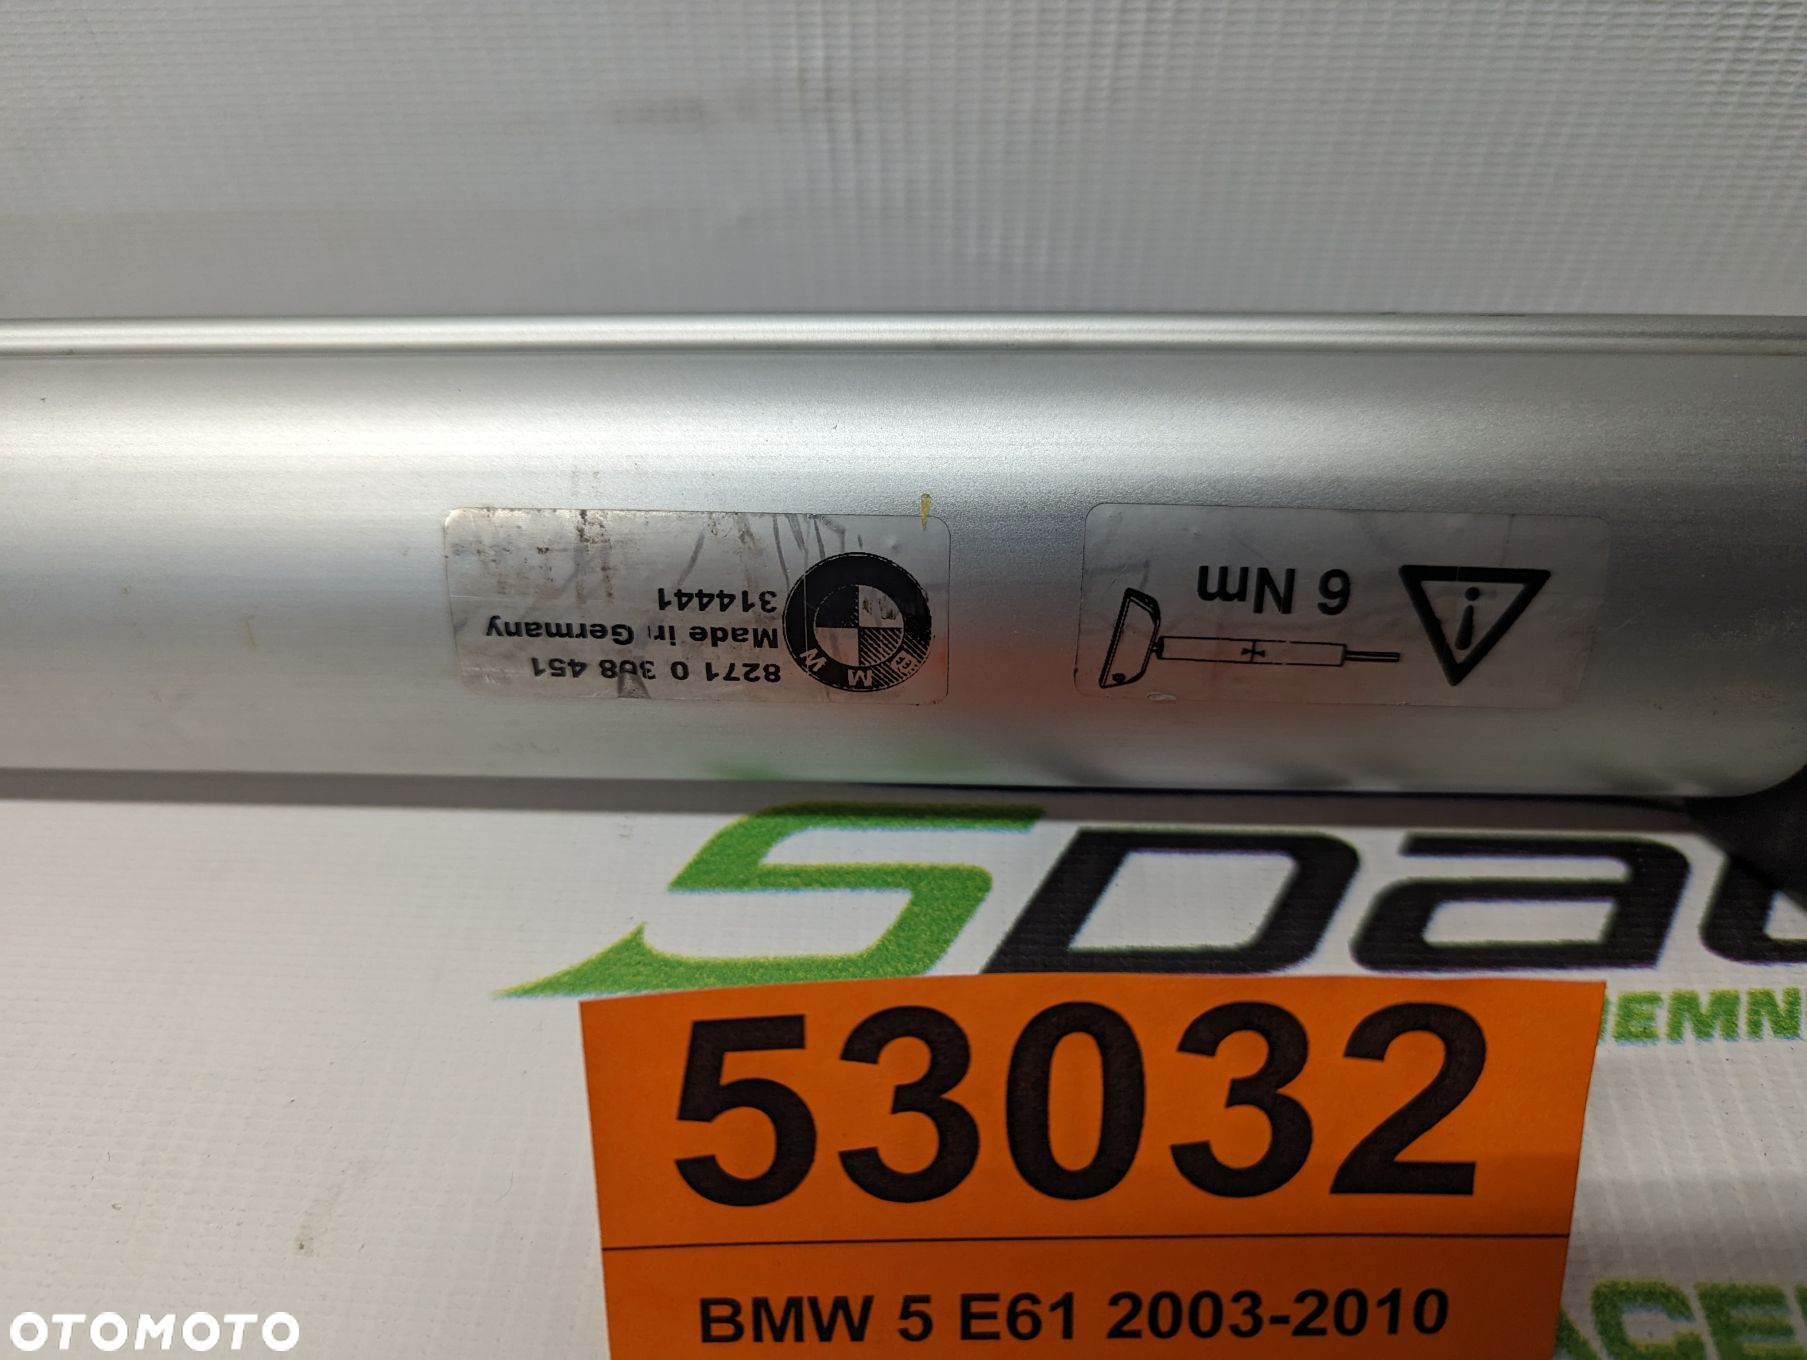 6 Nm
8271 0 308 451
Made in Germany
314441
BMW
53032
BMW 5 E61 2003-2010
OTOMOTO